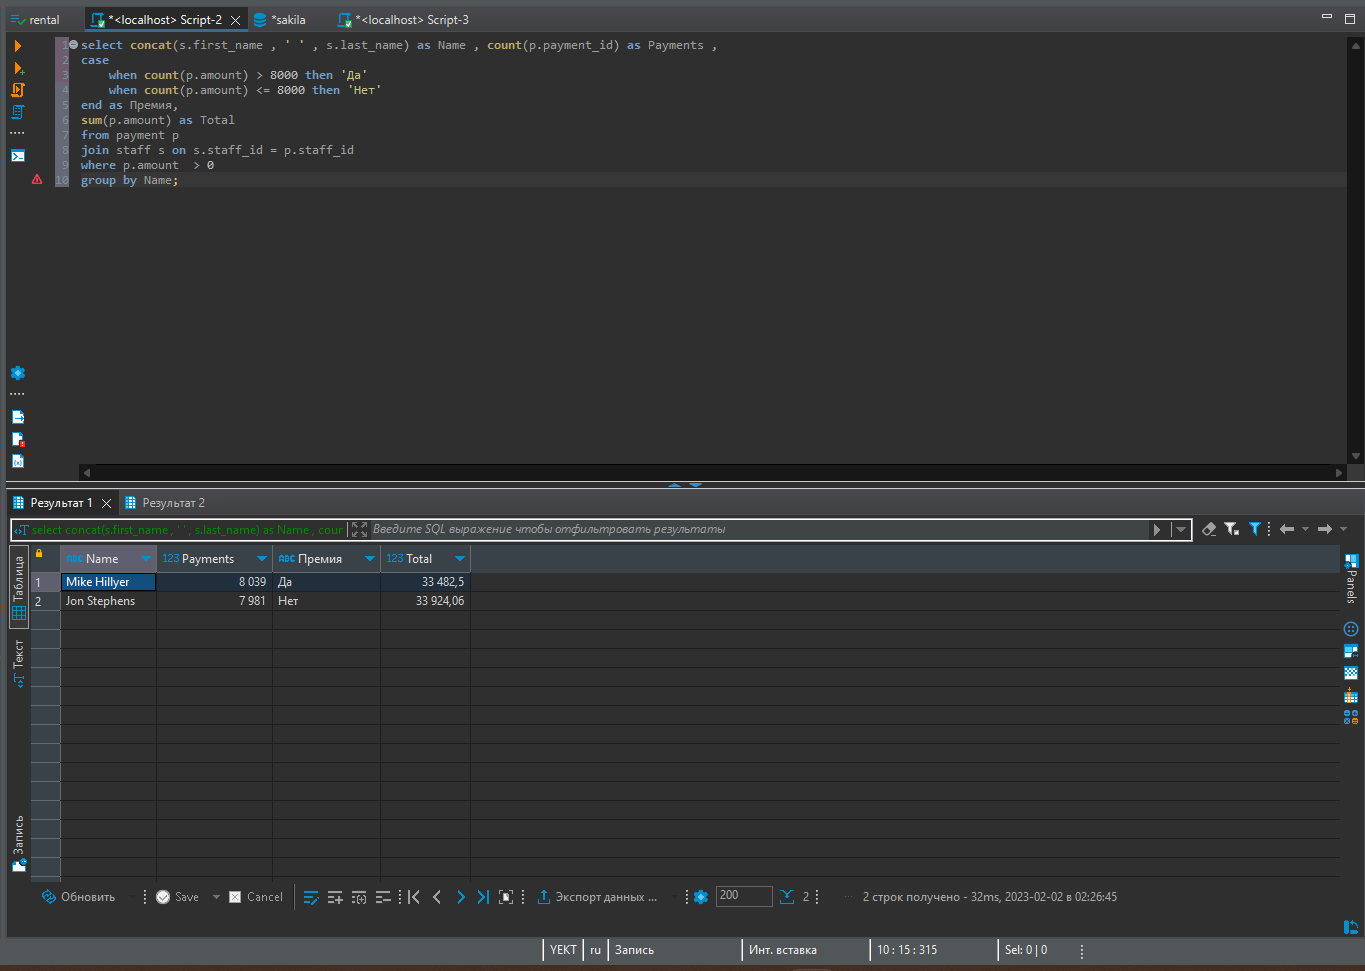 rental
*<localhost> Script-2
*sakila
*<localhost> Script-3
1 select concat(s.first_name , ' ' , s.last_name) as Name , count(p.payment_id) as Payments ,
2 case
3 when count(p.amount) > 8000 then 'Да'
4 when count(p.amount) <= 8000 then 'Нет'
5 end as Премия,
6 sum(p.amount) as Total
7 from payment p
8 join staff s on s.staff_id = p.staff_id
9 where p.amount > 0
10 group by Name;
Результат 1
Результат 2
select concat(s.first_name , ' ' , s.last_name) as Name , cour
Введите SQL выражение чтобы отфильтровать результаты
Таблица
Текст
Запись
ABC Name 123 Payments ABC Премия 123 Total
1 Mike Hillyer 8 039 Да 33 482,5
2 Jon Stephens 7 981 Нет 33 924,06
Panels
Обновить Save Cancel Экспорт данных ... 200 2 2 строк получено - 32ms, 2023-02-02 в 02:26:45
YEKT ru Запись Инт. вставка 10 : 15 : 315 Sel: 0 | 0